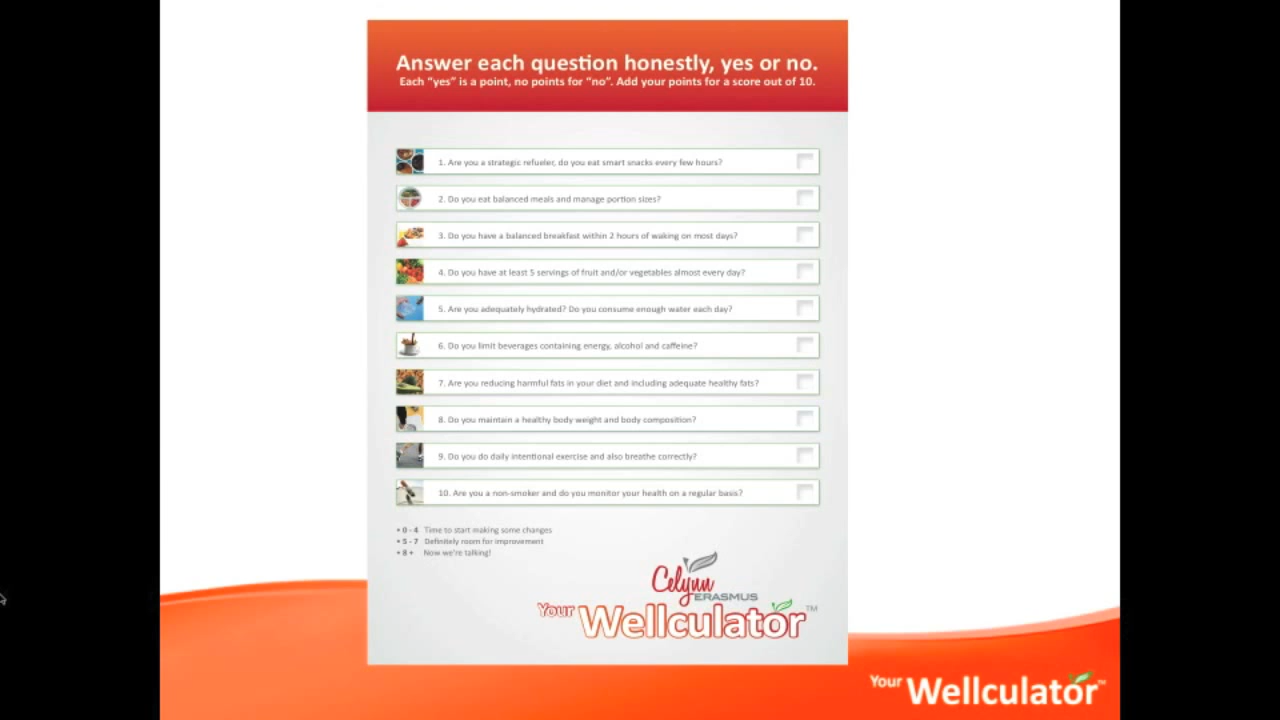 Answer each question honestly, yes or no.
Each “yes” is a point, no points for “no”. Add your points for a score out of 10.
1. Are you a strategic refueler, do you eat smart snacks every few hours?
2. Do you eat balanced meals and manage portion sizes?
3. Do you have a balanced breakfast within 2 hours of waking on most days?
4. Do you have at least 5 servings of fruit and/or vegetables almost every day?
5. Are you adequately hydrated? Do you consume enough water each day?
6. Do you limit beverages containing energy, alcohol and caffeine?
7. Are you reducing harmful fats in your diet and including adequate healthy fats?
8. Do you maintain a healthy body weight and body composition?
9. Do you do daily intentional exercise and also breathe correctly?
10. Are you a non-smoker and do you monitor your health on a regular basis?
• 0 - 4 Time to start making some changes
• 5 - 7 Definitely room for improvement
• 8 + Now we're talking!
Celynn
ERASMUS
Your Wellculator™
Your Wellculator™